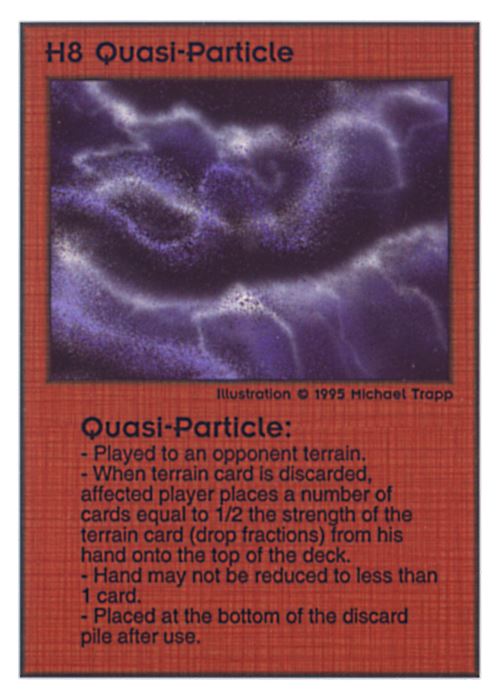 H8 Quasi-Particle
Illustration © 1995 Michael Trapp
Quasi-Particle:
- Played to an opponent terrain.
- When terrain card is discarded,
affected player places a number of
cards equal to 1/2 the strength of the
terrain card (drop fractions) from his
hand onto the top of the deck.
- Hand may not be reduced to less than
1 card.
- Placed at the bottom of the discard
pile after use.